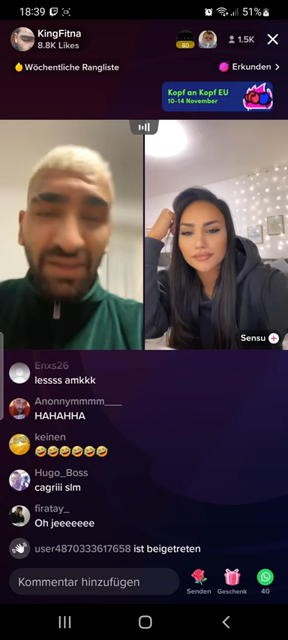 18:39
51%
KingFitna
8.8K Likes
80
1.5K
Wöchentliche Rangliste
Erkunden >
Kopf an Kopf EU
10-14 November
Sensu
Enxs26
lessss amkkk
Anonnymmmm___
HAHAHHA
keinen
🤣🤣🤣🤣🤣🤣
Hugo_Boss
cagriii slm
firatay_
Oh jeeeeeee
user4870333617658 ist beigetreten
Kommentar hinzufügen
Senden
Geschenk
40